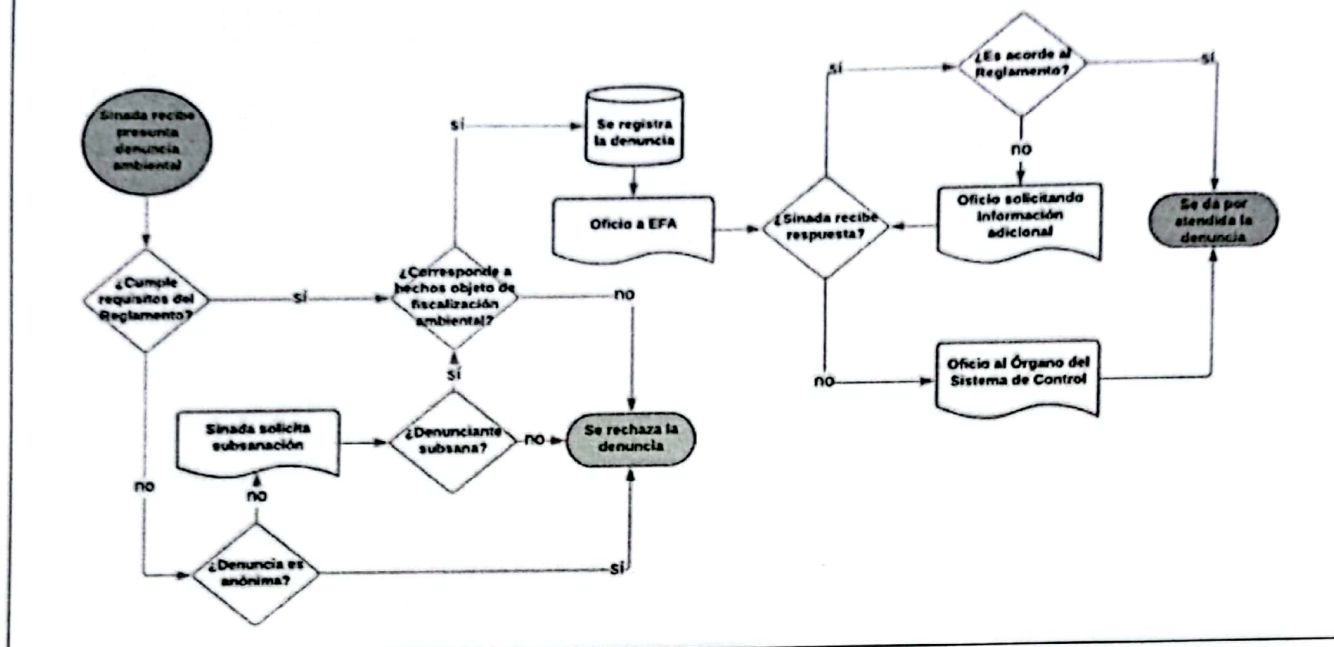 Sinada recibe
presunta
denuncia
ambiental
¿Cumple
requisitos del
Reglamento?
sí
no
¿Denuncia es
anónima?
no
sí
Sinada solicita
subsanación
¿Denunciante
subsana?
sí
no
¿Corresponde a
hechos objeto de
fiscalización
ambiental?
sí
no
Se rechaza la
denuncia
Se registra
la denuncia
Oficio a EFA
¿Sinada recibe
respuesta?
sí
no
¿Es acorde al
Reglamento?
sí
no
Oficio solicitando
Información
adicional
Oficio al Órgano del
Sistema de Control
Se da por
atendida la
denuncia